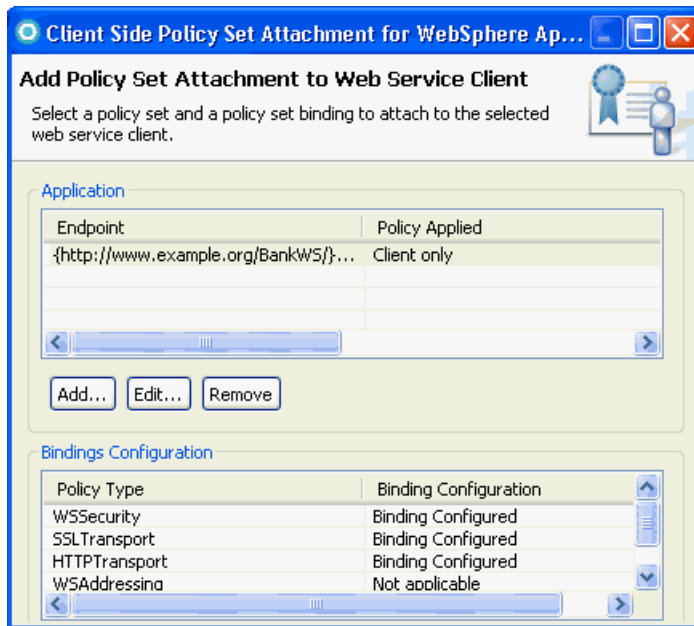 Client Side Policy Set Attachment for WebSphere Ap...
Add Policy Set Attachment to Web Service Client
Select a policy set and a policy set binding to attach to the selected
web service client.
Application
Endpoint Policy Applied
{http://www.example.org/BankWS/}... Client only
Add... Edit... Remove
Bindings Configuration
Policy Type Binding Configuration
WSSecurity Binding Configured
SSLTransport Binding Configured
HTTPTransport Binding Configured
WSAddressing Not applicable